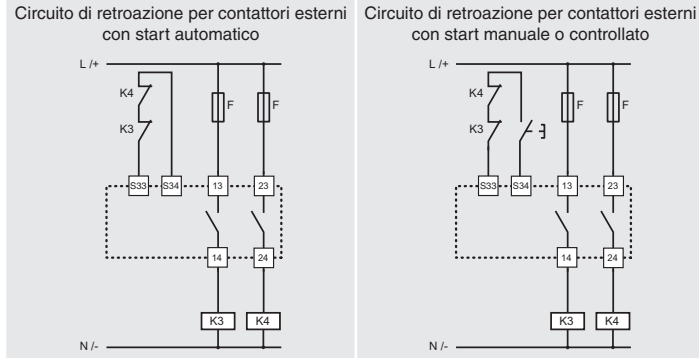 Circuito di retroazione per contattori esterni
con start automatico
L /+
K4
F
F
K3
S33
S34
13
23
14
24
K3
K4
N /-
Circuito di retroazione per contattori esterni
con start manuale o controllato
L /+
K4
F
F
K3
S33
S34
13
23
14
24
K3
K4
N /-